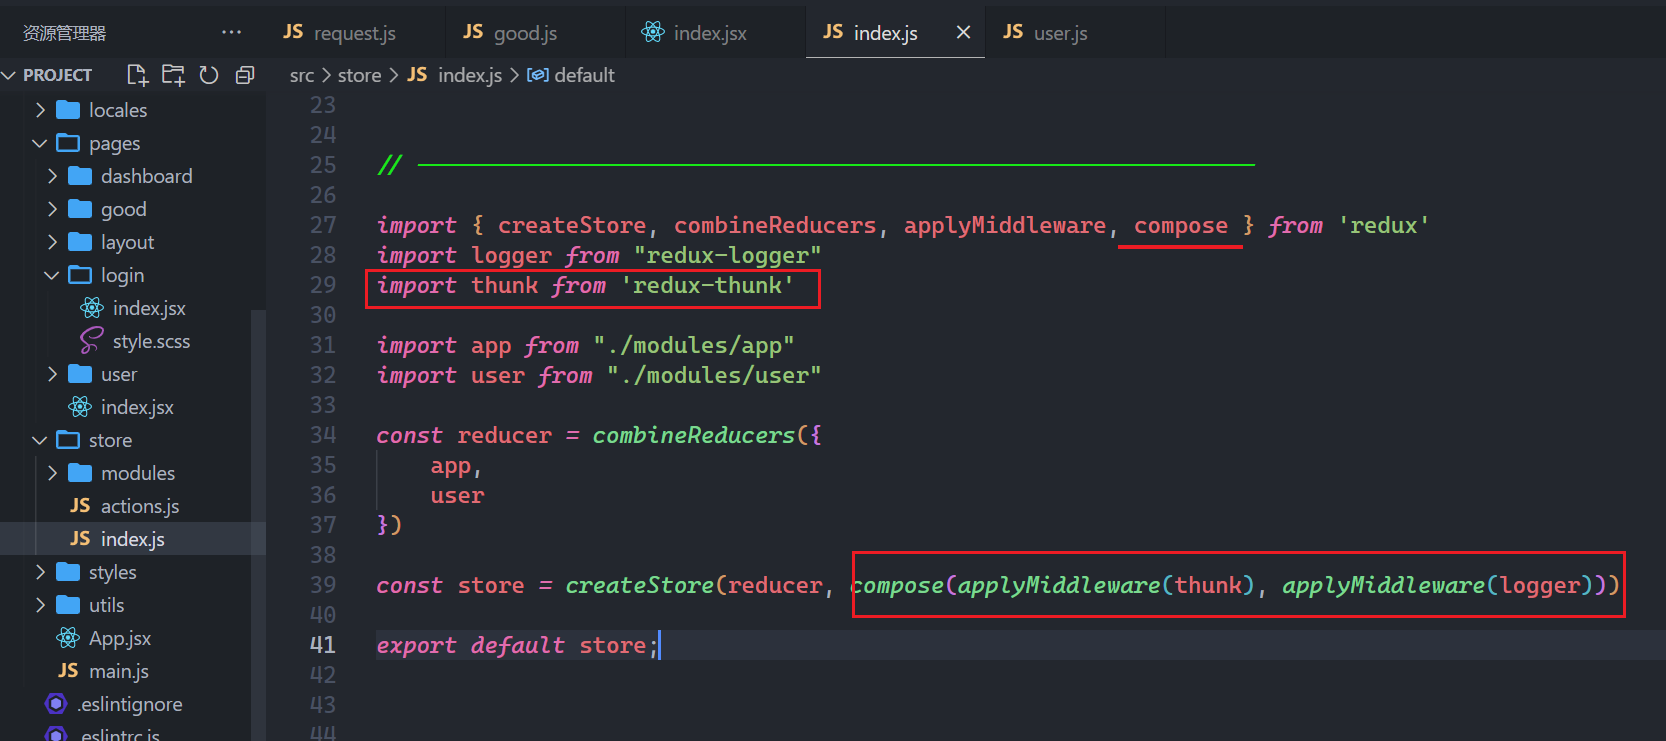 资源管理器 ···
JS request.js
JS good.js
index.jsx
JS index.js ×
JS user.js
PROJECT
src > store > JS index.js > default
locales
pages
dashboard
good
layout
login
index.jsx
style.scss
user
index.jsx
store
modules
JS actions.js
JS index.js
styles
utils
App.jsx
JS main.js
.eslintignore
.eslintrc.js
23
24
25 // ——————————————————————————————
26
27 import { createStore, combineReducers, applyMiddleware, compose } from 'redux'
28 import logger from "redux-logger"
29 import thunk from 'redux-thunk'
30
31 import app from "./modules/app"
32 import user from "./modules/user"
33
34 const reducer = combineReducers({
35 app,
36 user
37 })
38
39 const store = createStore(reducer, compose(applyMiddleware(thunk), applyMiddleware(logger)))
40
41 export default store;
42
43
44